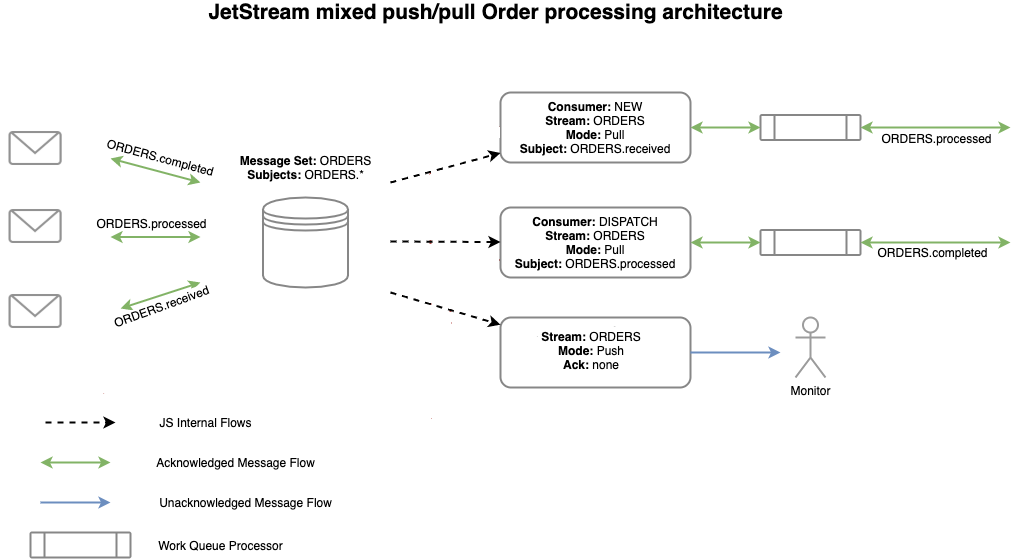 JetStream mixed push/pull Order processing architecture
ORDERS.completed
ORDERS.processed
ORDERS.received
Message Set: ORDERS
Subjects: ORDERS.*
Consumer: NEW
Stream: ORDERS
Mode: Pull
Subject: ORDERS.received
ORDERS.processed
Consumer: DISPATCH
Stream: ORDERS
Mode: Pull
Subject: ORDERS.processed
ORDERS.completed
Stream: ORDERS
Mode: Push
Ack: none
Monitor
JS Internal Flows
Acknowledged Message Flow
Unacknowledged Message Flow
Work Queue Processor